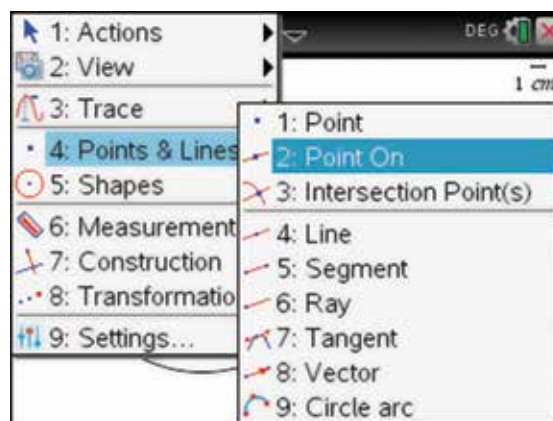 1: Actions
2: View
3: Trace
4: Points & Lines
5: Shapes
6: Measurement
7: Construction
8: Transformatio
9: Settings...
DEG
1 cm
1: Point
2: Point On
3: Intersection Point(s)
4: Line
5: Segment
6: Ray
7: Tangent
8: Vector
9: Circle arc